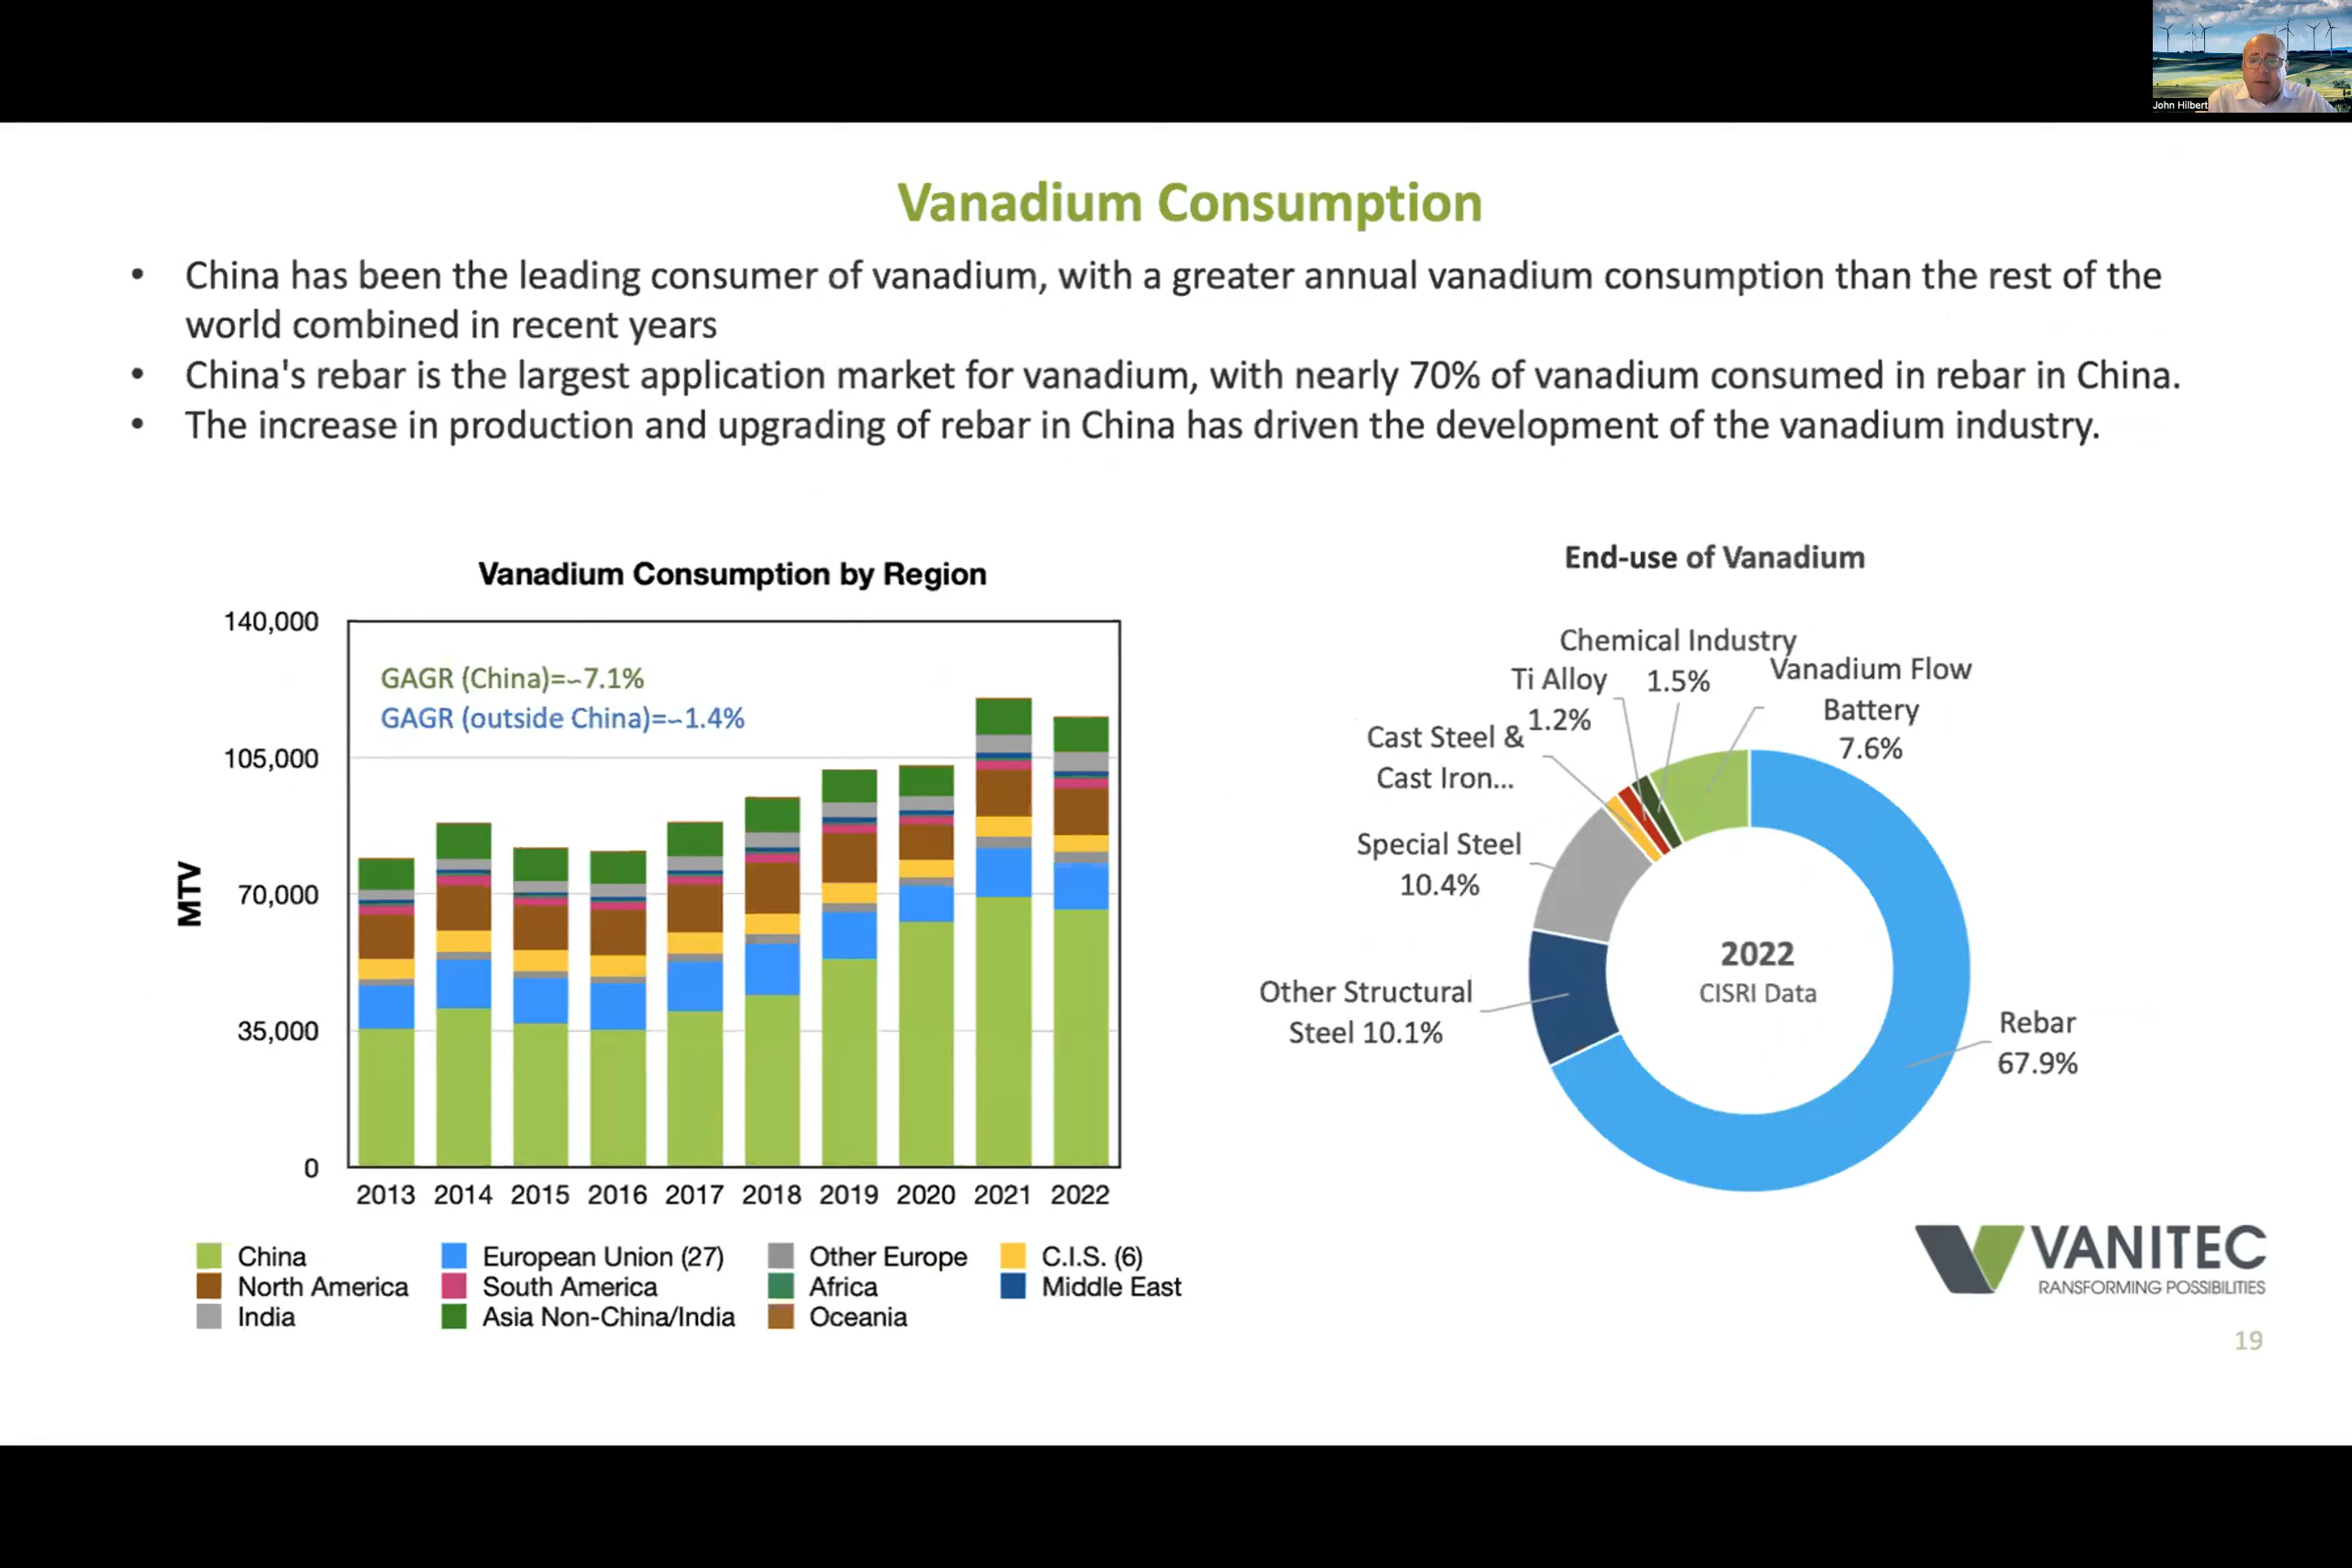 John Hilbert
Vanadium Consumption
• China has been the leading consumer of vanadium, with a greater annual vanadium consumption than the rest of the
world combined in recent years
• China's rebar is the largest application market for vanadium, with nearly 70% of vanadium consumed in rebar in China.
• The increase in production and upgrading of rebar in China has driven the development of the vanadium industry.
Vanadium Consumption by Region
140,000
105,000
70,000
35,000
0
MTV
GAGR (China)=~7.1%
GAGR (outside China)=~1.4%
2013 2014 2015 2016 2017 2018 2019 2020 2021 2022
China European Union (27) Other Europe C.I.S. (6)
North America South America Africa Middle East
India Asia Non-China/India Oceania
End-use of Vanadium
Chemical Industry
1.5%
Vanadium Flow
Battery
7.6%
Ti Alloy
1.2%
Cast Steel &
Cast Iron...
Special Steel
10.4%
Other Structural
Steel 10.1%
2022
CISRI Data
Rebar
67.9%
VANITEC
RANSFORMING POSSIBILITIES
19